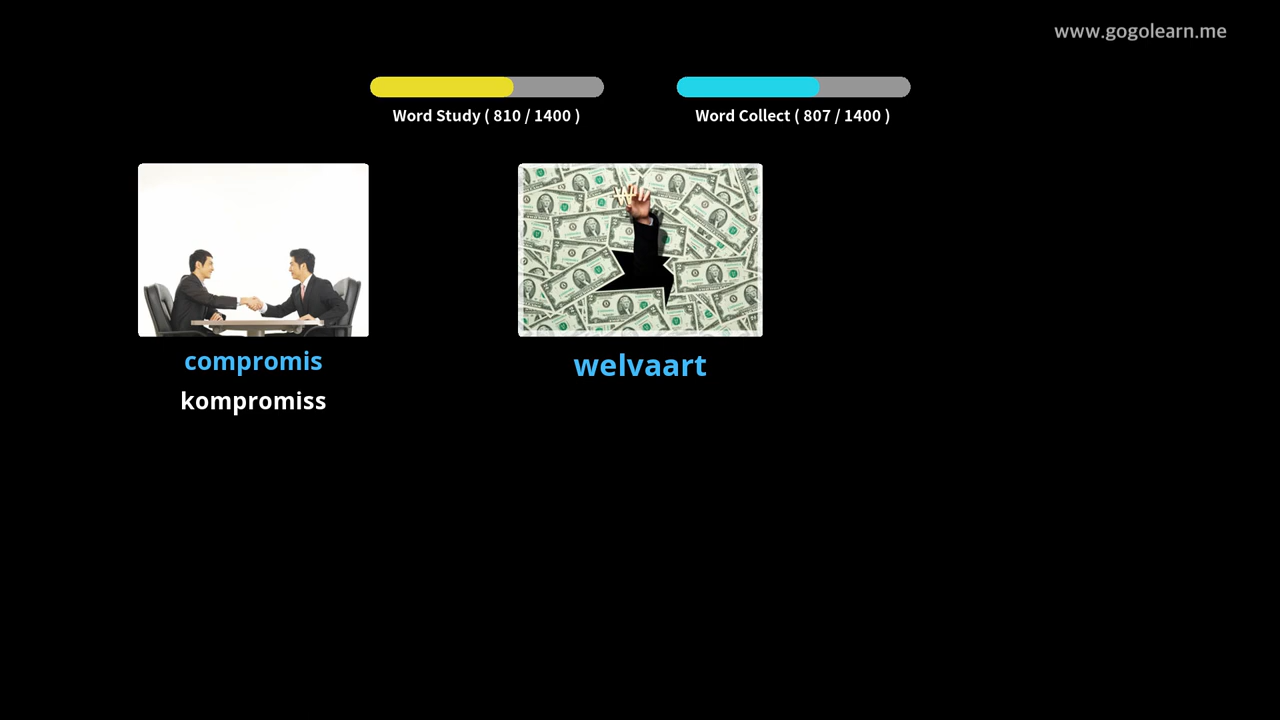 www.gogolearn.me
Word Study ( 810 / 1400 )
Word Collect ( 807 / 1400 )
compromis
kompromiss
welvaart